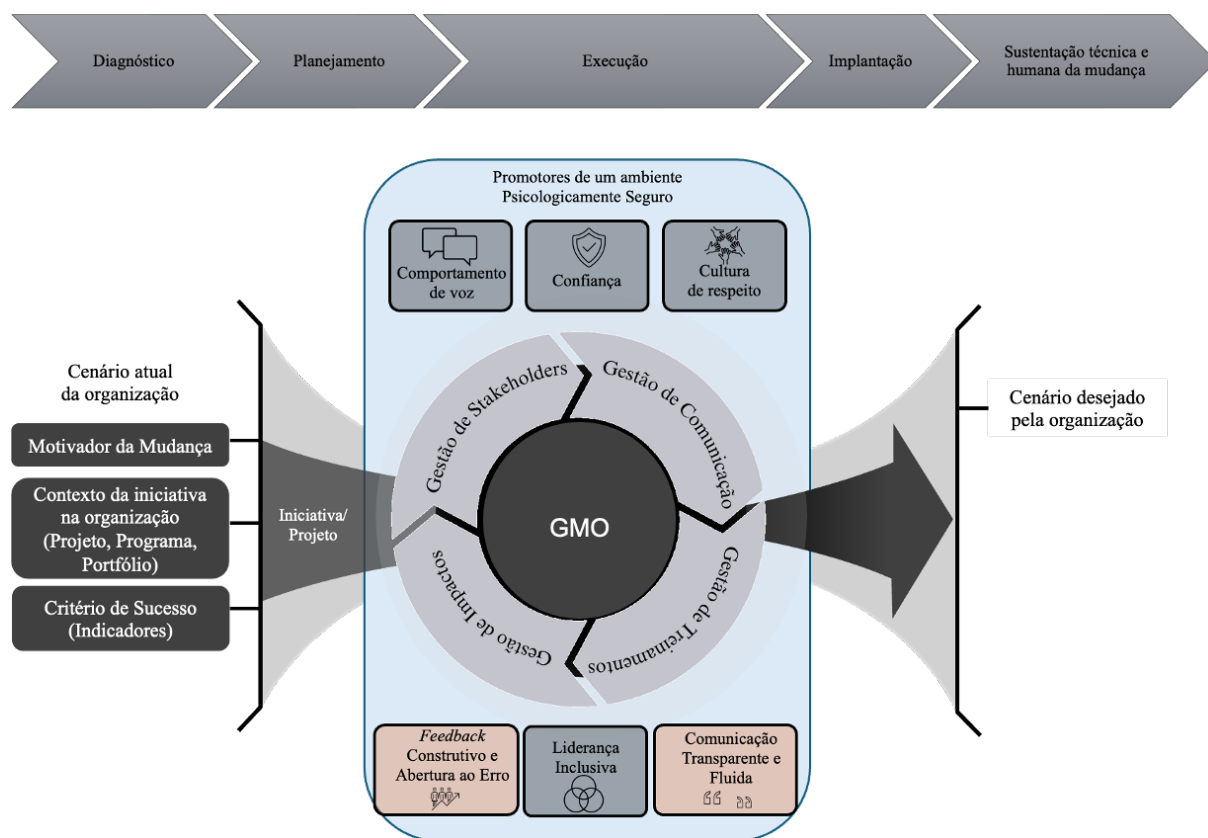 Diagnóstico
Planejamento
Execução
Implantação
Sustentação técnica e
humana da mudança
Promotores de um ambiente
Psicologicamente Seguro
Comportamento
de voz
Confiança
Cultura
de respeito
Cenário atual
da organização
Motivador da Mudança
Contexto da iniciativa
na organização
(Projeto, Programa,
Portfólio)
Critério de Sucesso
(Indicadores)
Iniciativa/
Projeto
Gestão de Stakeholders
Gestão de Comunicação
GMO
Gestão de Impactos
Gestão de Treinamentos
Cenário desejado
pela organização
Feedback
Construtivo e
Abertura ao Erro
Liderança
Inclusiva
Comunicação
Transparente e
Fluida